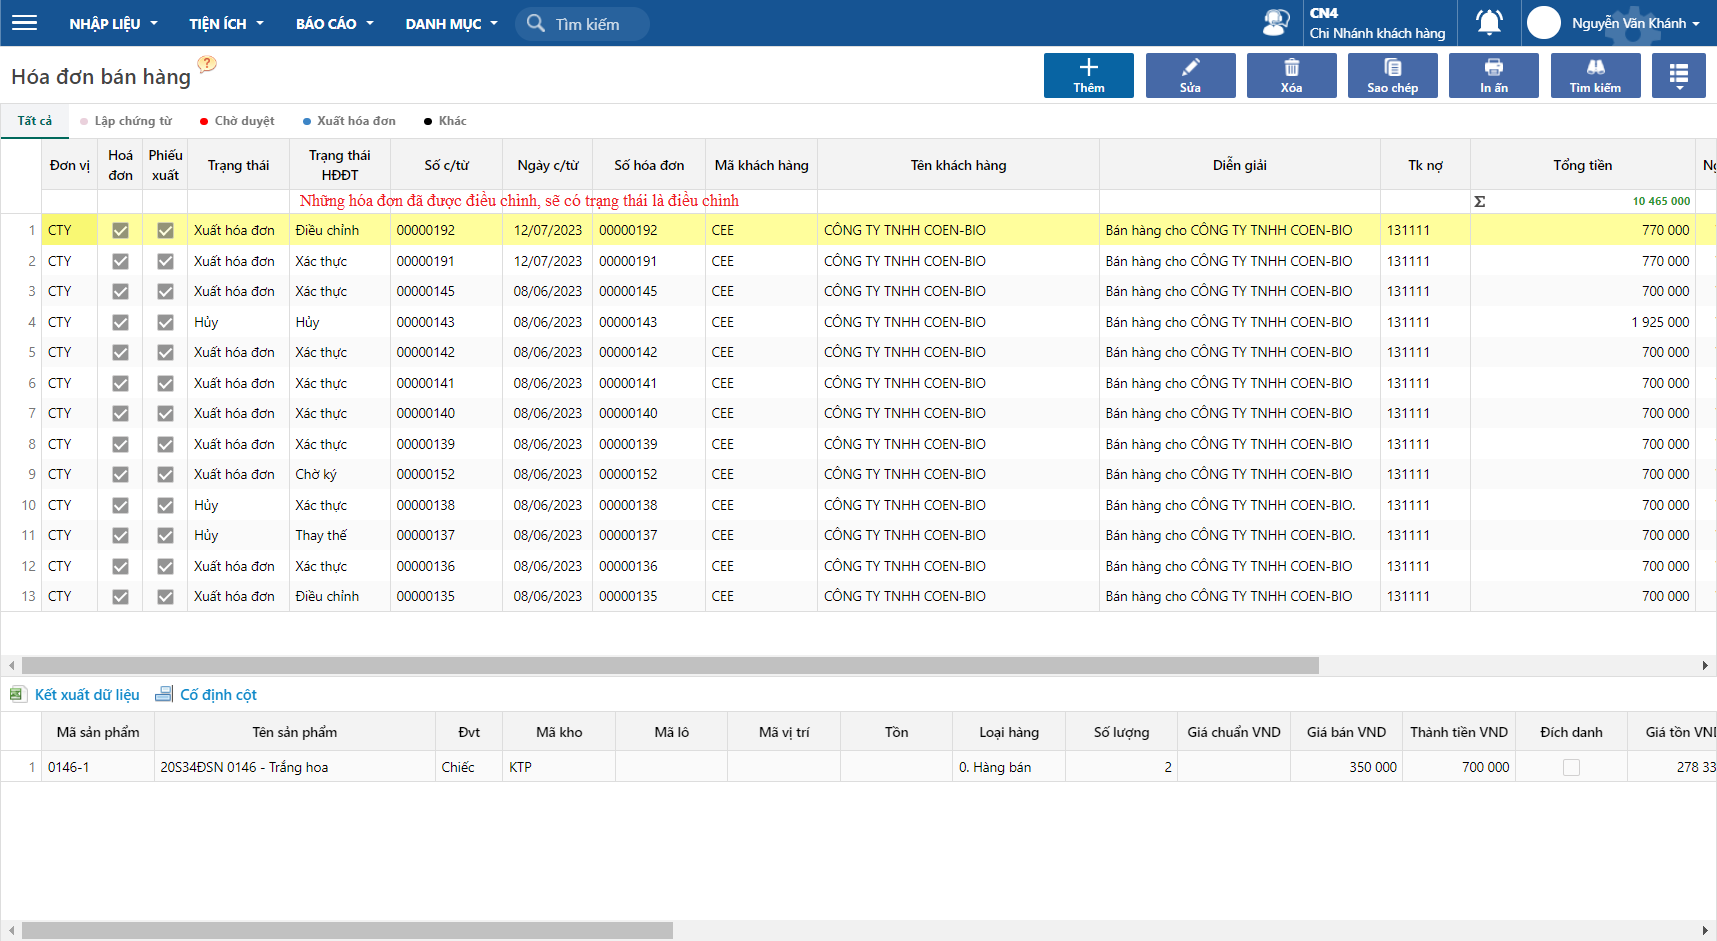 NHẬP LIỆU TIỆN ÍCH BÁO CÁO DANH MỤC Tìm kiếm CN4
Chi Nhánh khách hàng Nguyễn Văn Khánh
Hóa đơn bán hàng ?
Thêm Sửa Xóa Sao chép In ấn Tìm kiếm
Tất cả Lập chứng từ Chờ duyệt Xuất hóa đơn Khác
Đơn vị Hoá đơn Phiếu xuất Trạng thái Trạng thái HĐĐT Số c/từ Ngày c/từ Số hóa đơn Mã khách hàng Tên khách hàng Diễn giải Tk nợ Tổng tiền
Những hóa đơn đã được điều chỉnh, sẽ có trạng thái là điều chỉnh Σ 10 465 000
1 CTY Xuất hóa đơn Điều chỉnh 00000192 12/07/2023 00000192 CEE CÔNG TY TNHH COEN-BIO Bán hàng cho CÔNG TY TNHH COEN-BIO 131111 770 000
2 CTY Xuất hóa đơn Xác thực 00000191 12/07/2023 00000191 CEE CÔNG TY TNHH COEN-BIO Bán hàng cho CÔNG TY TNHH COEN-BIO 131111 770 000
3 CTY Xuất hóa đơn Xác thực 00000145 08/06/2023 00000145 CEE CÔNG TY TNHH COEN-BIO Bán hàng cho CÔNG TY TNHH COEN-BIO 131111 700 000
4 CTY Hủy Hủy 00000143 08/06/2023 00000143 CEE CÔNG TY TNHH COEN-BIO Bán hàng cho CÔNG TY TNHH COEN-BIO 131111 1 925 000
5 CTY Xuất hóa đơn Xác thực 00000142 08/06/2023 00000142 CEE CÔNG TY TNHH COEN-BIO Bán hàng cho CÔNG TY TNHH COEN-BIO 131111 700 000
6 CTY Xuất hóa đơn Xác thực 00000141 08/06/2023 00000141 CEE CÔNG TY TNHH COEN-BIO Bán hàng cho CÔNG TY TNHH COEN-BIO 131111 700 000
7 CTY Xuất hóa đơn Xác thực 00000140 08/06/2023 00000140 CEE CÔNG TY TNHH COEN-BIO Bán hàng cho CÔNG TY TNHH COEN-BIO 131111 700 000
8 CTY Xuất hóa đơn Xác thực 00000139 08/06/2023 00000139 CEE CÔNG TY TNHH COEN-BIO Bán hàng cho CÔNG TY TNHH COEN-BIO 131111 700 000
9 CTY Xuất hóa đơn Chờ ký 00000152 08/06/2023 00000152 CEE CÔNG TY TNHH COEN-BIO Bán hàng cho CÔNG TY TNHH COEN-BIO 131111 700 000
10 CTY Hủy Xác thực 00000138 08/06/2023 00000138 CEE CÔNG TY TNHH COEN-BIO Bán hàng cho CÔNG TY TNHH COEN-BIO. 131111 700 000
11 CTY Hủy Thay thế 00000137 08/06/2023 00000137 CEE CÔNG TY TNHH COEN-BIO Bán hàng cho CÔNG TY TNHH COEN-BIO. 131111 700 000
12 CTY Xuất hóa đơn Xác thực 00000136 08/06/2023 00000136 CEE CÔNG TY TNHH COEN-BIO Bán hàng cho CÔNG TY TNHH COEN-BIO 131111 700 000
13 CTY Xuất hóa đơn Điều chỉnh 00000135 08/06/2023 00000135 CEE CÔNG TY TNHH COEN-BIO Bán hàng cho CÔNG TY TNHH COEN-BIO 131111 700 000
Kết xuất dữ liệu Cố định cột
Mã sản phẩm Tên sản phẩm Đvt Mã kho Mã lô Mã vị trí Tồn Loại hàng Số lượng Giá chuẩn VND Giá bán VND Thành tiền VND Đích danh Giá tồn
1 0146-1 20S34ĐSN 0146 - Trắng hoa Chiếc KTP 0. Hàng bán 2 350 000 700 000 278 33